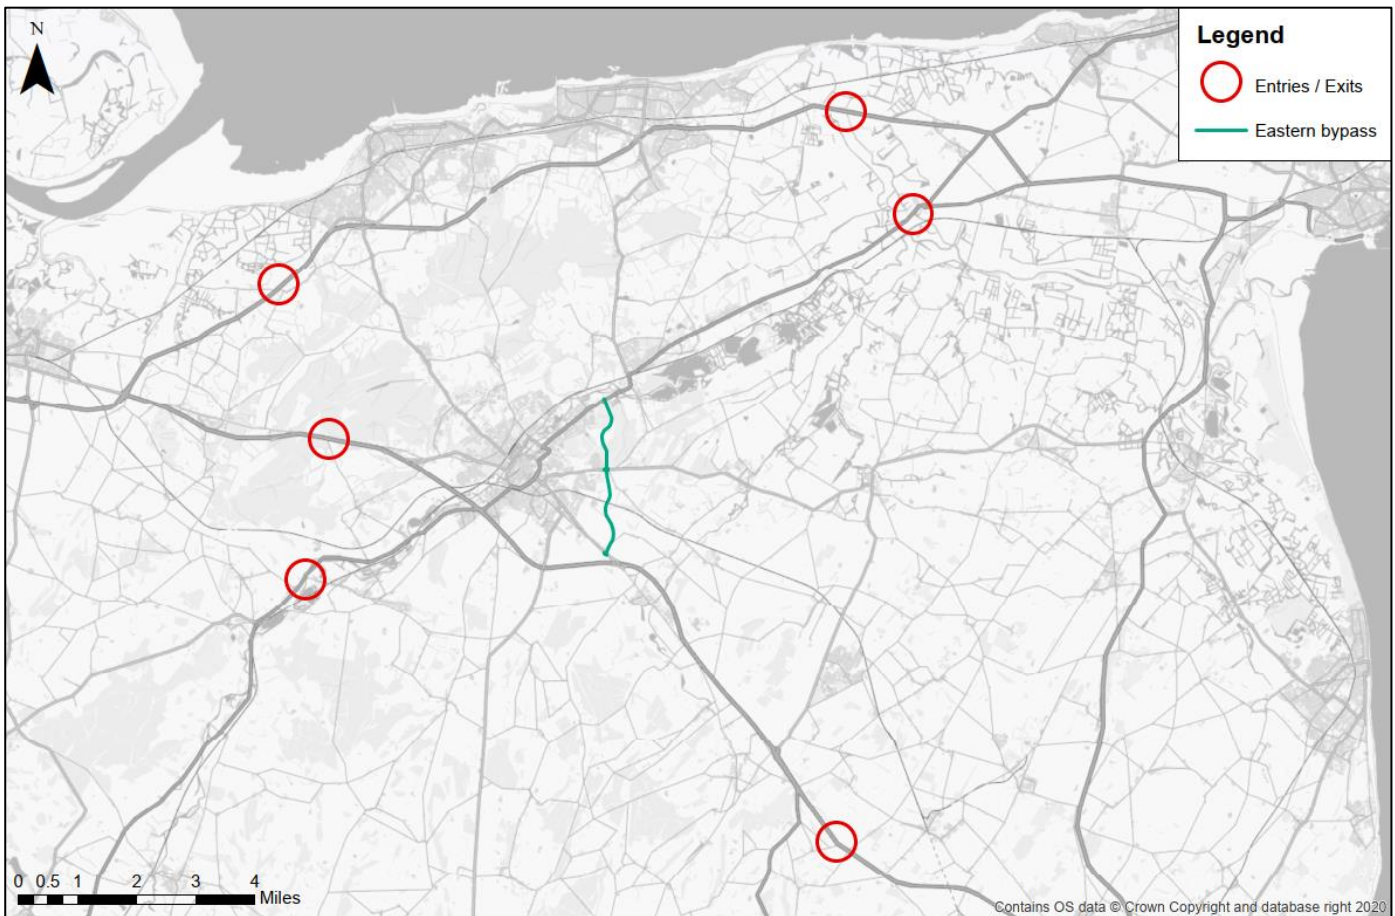 N
Legend
Entries / Exits
Eastern bypass
0 0.5 1 2 3 4
Miles
Contains OS data © Crown Copyright and database right 2020